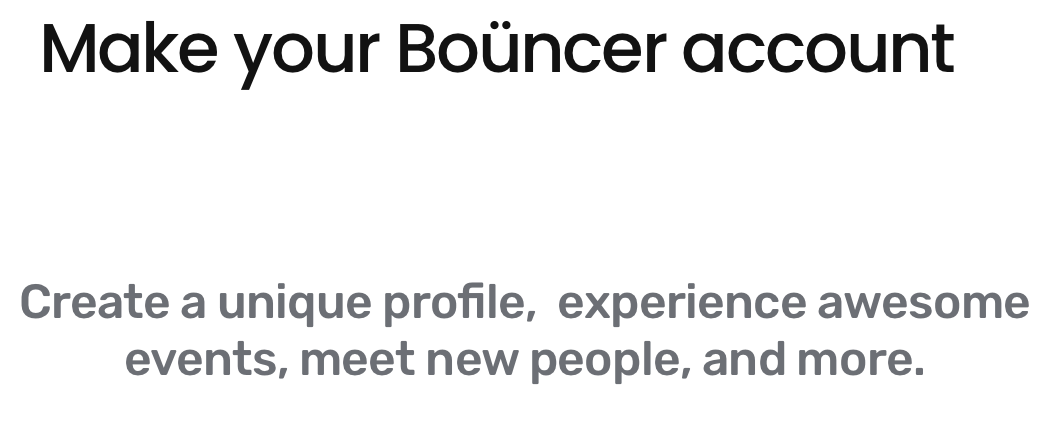 Make your Boüncer account
Create a unique profile,  experience awesome
events, meet new people, and more.